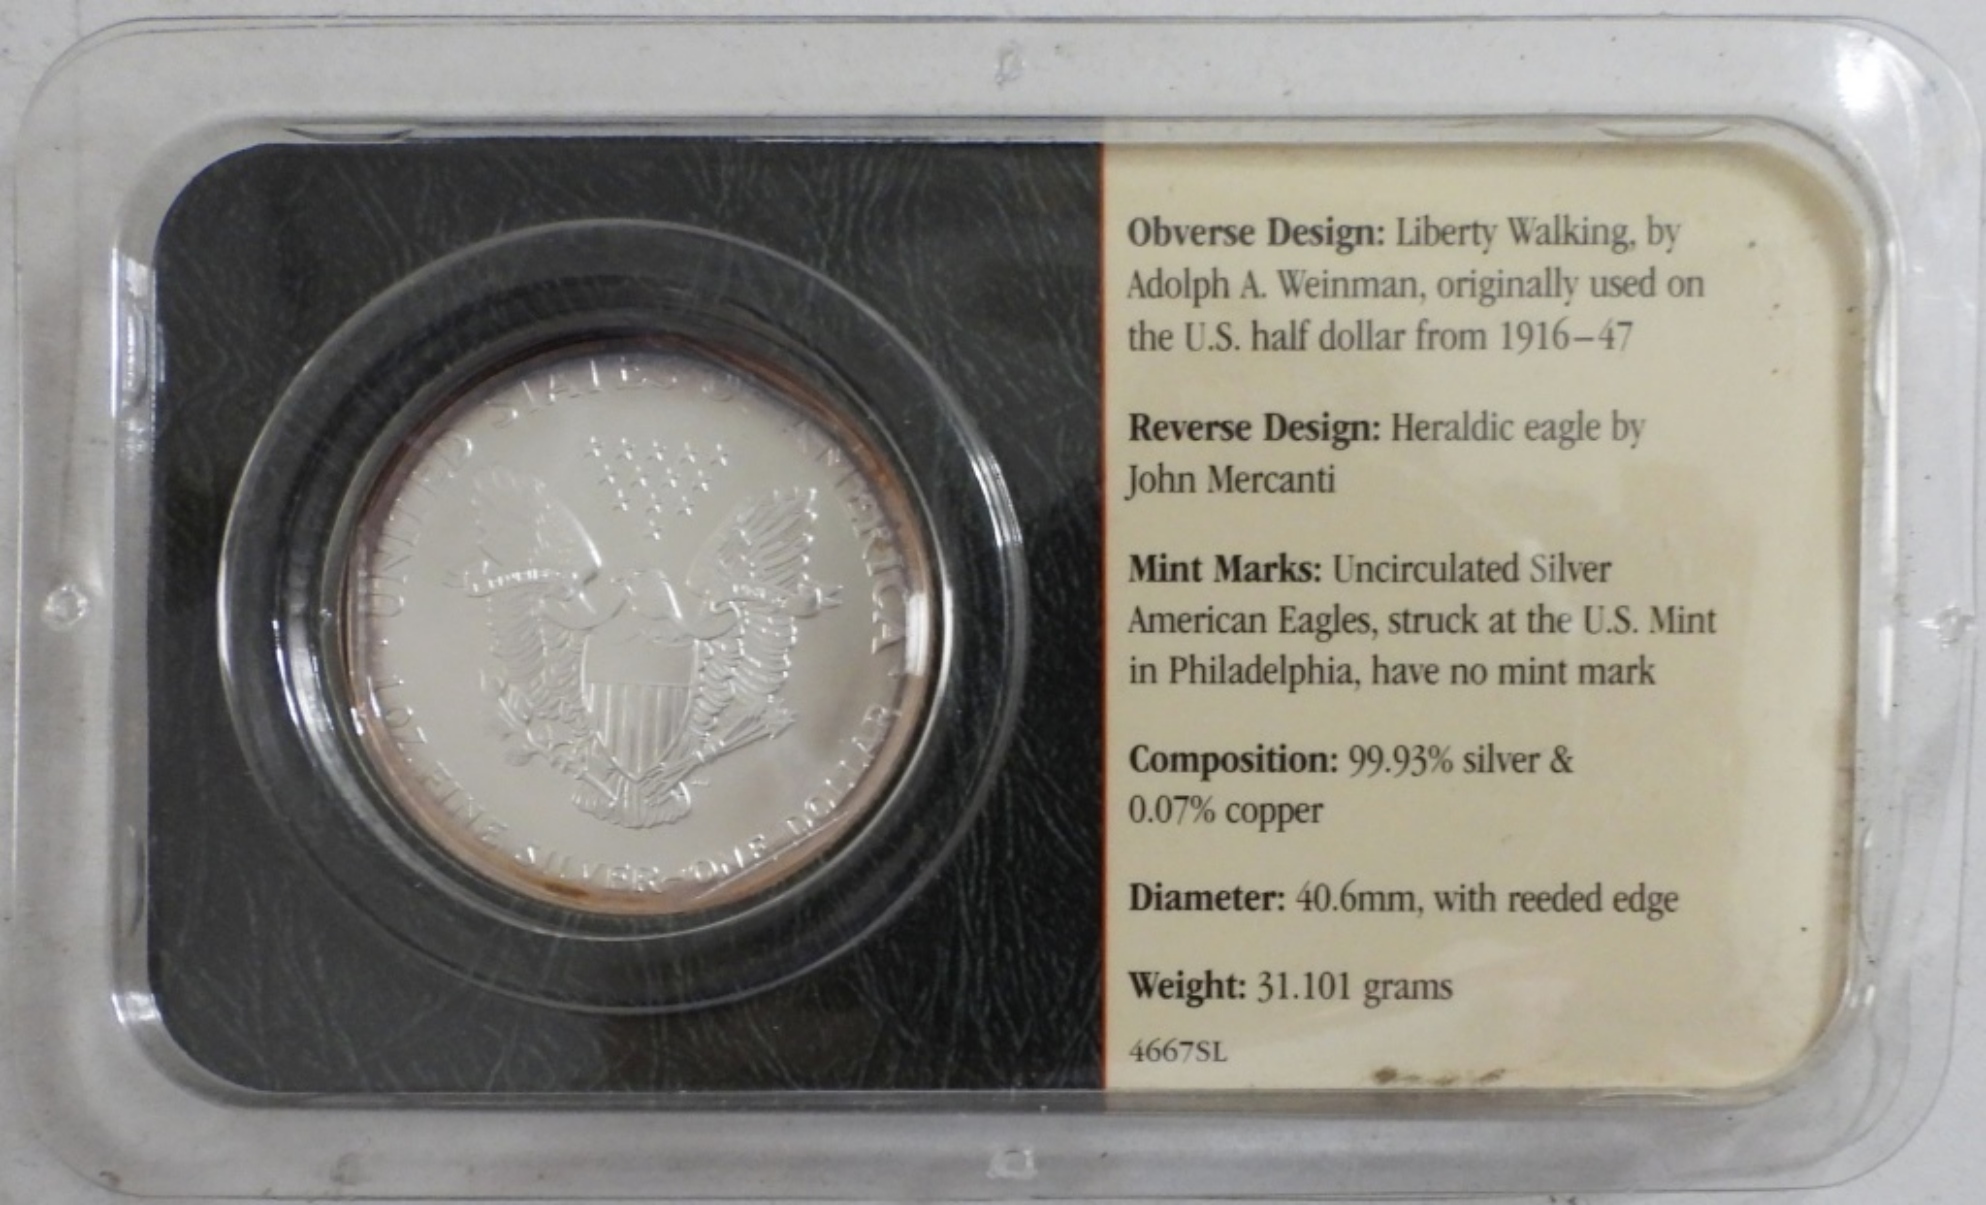 UNITED STATES OF AMERICA
1 OZ. FINE SILVER-ONE DOLLAR
Obverse Design: Liberty Walking, by
Adolph A. Weinman, originally used on
the U.S. half dollar from 1916–47
Reverse Design: Heraldic eagle by
John Mercanti
Mint Marks: Uncirculated Silver
American Eagles, struck at the U.S. Mint
in Philadelphia, have no mint mark
Composition: 99.93% silver &
0.07% copper
Diameter: 40.6mm, with reeded edge
Weight: 31.101 grams
4667SL